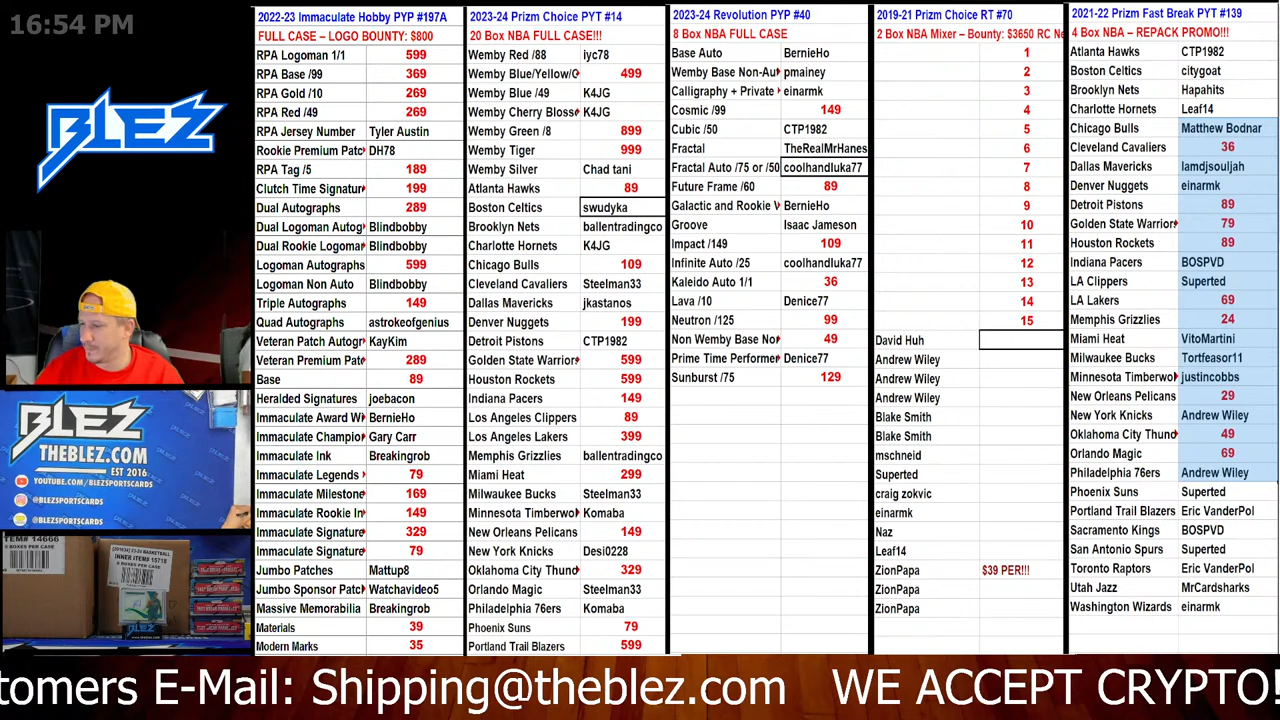 16:54 PM
BLEZ
BLEZ
THEBLEZ.COM
EST 2016
YOUTUBE.COM/BLEZSPORTSCARDS
@BLEZSPORTSCARDS
@BLEZSPORTSCARDS
ITEM# 14666
BOXES PER CASE
INNER ITEM# 15718
2022-23 Immaculate Hobby PYP #197A
FULL CASE – LOGO BOUNTY: $800
RPA Logoman 1/1 599
RPA Base /99 369
RPA Gold /10 269
RPA Red /49 269
RPA Jersey Number Tyler Austin
Rookie Premium Patc DH78
RPA Tag /5 189
Clutch Time Signatur 199
Dual Autographs 289
Dual Logoman Autog Blindbobby
Dual Rookie Logoma Blindbobby
Logoman Autographs 599
Logoman Non Auto Blindbobby
Triple Autographs 149
Quad Autographs astrokeofgenius
Veteran Patch Autogr KayKim
Veteran Premium Pat 289
Base 89
Heralded Signatures joebacon
Immaculate Award W BernieHo
Immaculate Champio Gary Carr
Immaculate Ink Breakingrob
Immaculate Legends 79
Immaculate Milestone 169
Immaculate Rookie In 149
Immaculate Signature 329
Immaculate Signature 79
Jumbo Patches Mattup8
Jumbo Sponsor Patc Watchavideo5
Massive Memorabilia Breakingrob
Materials 39
Modern Marks 35
2023-24 Prizm Choice PYT #14
20 Box NBA FULL CASE!!!
Wemby Red /88 iyc78
Wemby Blue/Yellow/G 499
Wemby Blue /49 K4JG
Wemby Cherry Blosso K4JG
Wemby Green /8 899
Wemby Tiger 999
Wemby Silver Chad tani
Atlanta Hawks 89
Boston Celtics swudyka
Brooklyn Nets ballentradingco
Charlotte Hornets K4JG
Chicago Bulls 109
Cleveland Cavaliers Steelman33
Dallas Mavericks jkastanos
Denver Nuggets 199
Detroit Pistons CTP1982
Golden State Warrior 599
Houston Rockets 599
Indiana Pacers 149
Los Angeles Clippers 89
Los Angeles Lakers 399
Memphis Grizzlies ballentradingco
Miami Heat 299
Milwaukee Bucks Steelman33
Minnesota Timberwo Komaba
New Orleans Pelicans 149
New York Knicks Desi0228
Oklahoma City Thund 329
Orlando Magic Steelman33
Philadelphia 76ers Komaba
Phoenix Suns 79
Portland Trail Blazers 599
2023-24 Revolution PYP #40
8 Box NBA FULL CASE
Base Auto BernieHo
Wemby Base Non-Au pmainey
Calligraphy + Private einarmk
Cosmic /99 149
Cubic /50 CTP1982
Fractal TheRealMrHanes
Fractal Auto /75 or /50 coolhandluka77
Future Frame /60 89
Galactic and Rookie V BernieHo
Groove Isaac Jameson
Impact /149 109
Infinite Auto /25 coolhandluka77
Kaleido Auto 1/1 36
Lava /10 Denice77
Neutron /125 99
Non Wemby Base No 49
Prime Time Performer Denice77
Sunburst /75 129
2019-21 Prizm Choice RT #70
2 Box NBA Mixer – Bounty: $3650 RC Ne
1
2
3
4
5
6
7
8
9
10
11
12
13
14
15
David Huh
Andrew Wiley
Andrew Wiley
Andrew Wiley
Blake Smith
Blake Smith
mschneid
Superted
craig zokvic
einarmk
Naz
Leaf14
ZionPapa $39 PER!!!
ZionPapa
ZionPapa
2021-22 Prizm Fast Break PYT #139
4 Box NBA – REPACK PROMO!!!
Atlanta Hawks CTP1982
Boston Celtics citygoat
Brooklyn Nets Hapahits
Charlotte Hornets Leaf14
Chicago Bulls Matthew Bodnar
Cleveland Cavaliers 36
Dallas Mavericks Iamdjsouljah
Denver Nuggets einarmk
Detroit Pistons 89
Golden State Warrior 79
Houston Rockets 89
Indiana Pacers BOSPVD
LA Clippers Superted
LA Lakers 69
Memphis Grizzlies 24
Miami Heat VitoMartini
Milwaukee Bucks Tortfeasor11
Minnesota Timberwo justincobbs
New Orleans Pelicans 29
New York Knicks Andrew Wiley
Oklahoma City Thund 49
Orlando Magic 69
Philadelphia 76ers Andrew Wiley
Phoenix Suns Superted
Portland Trail Blazers Eric VanderPol
Sacramento Kings BOSPVD
San Antonio Spurs Superted
Toronto Raptors Eric VanderPol
Utah Jazz MrCardsharks
Washington Wizards einarmk
tomers E-Mail: Shipping@theblez.com WE ACCEPT CRYPTO!